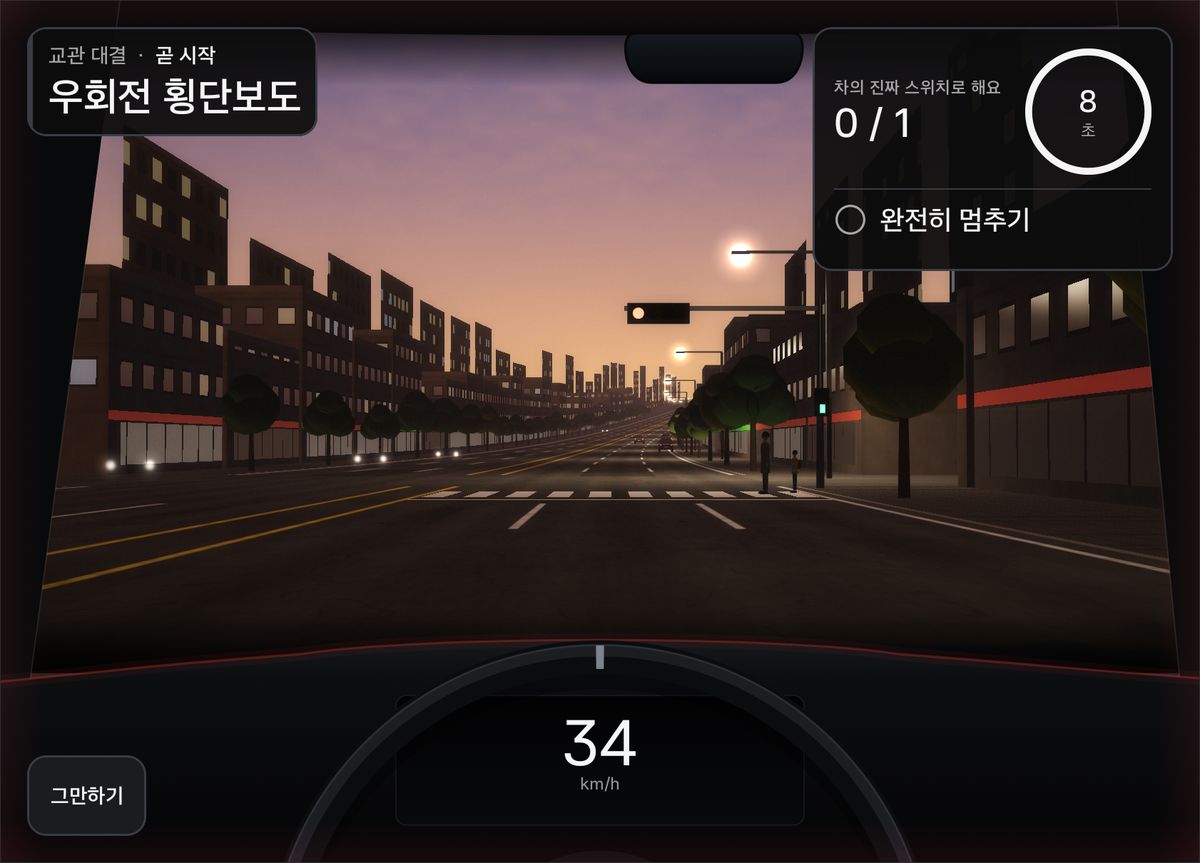 교관 대결 · 곧 시작
우회전 횡단보도
차의 진짜 스위치로 해요
0 / 1
8
초
완전히 멈추기
34
km/h
그만하기